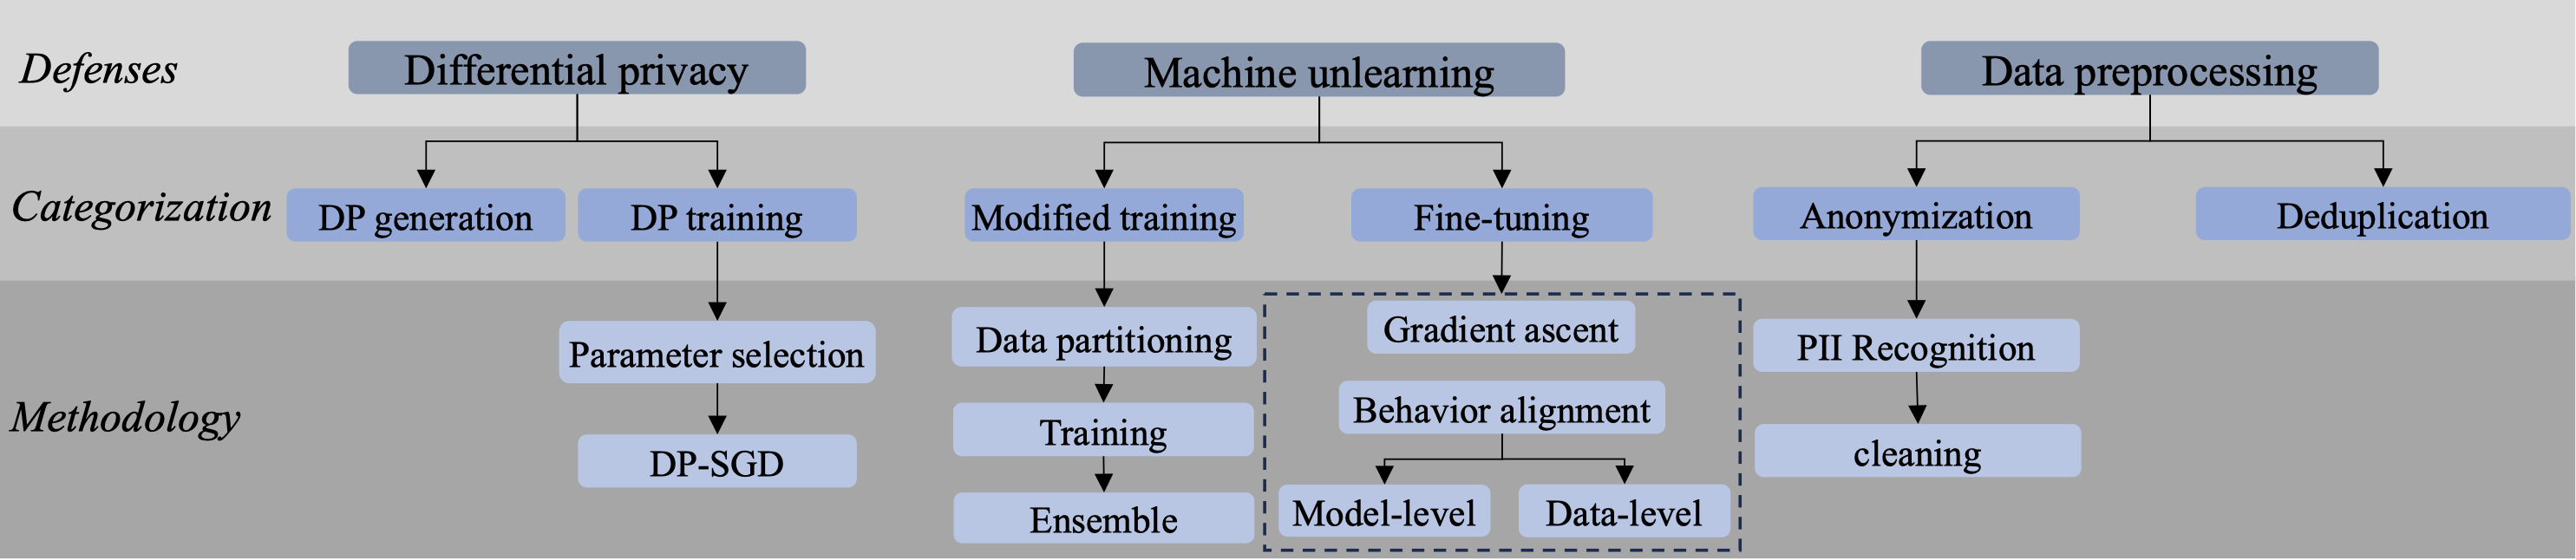 Defenses
Differential privacy
Machine unlearning
Data preprocessing
Categorization
DP generation
DP training
Modified training
Fine-tuning
Anonymization
Deduplication
Methodology
Parameter selection
DP-SGD
Data partitioning
Training
Ensemble
Gradient ascent
Behavior alignment
Model-level
Data-level
PII Recognition
cleaning